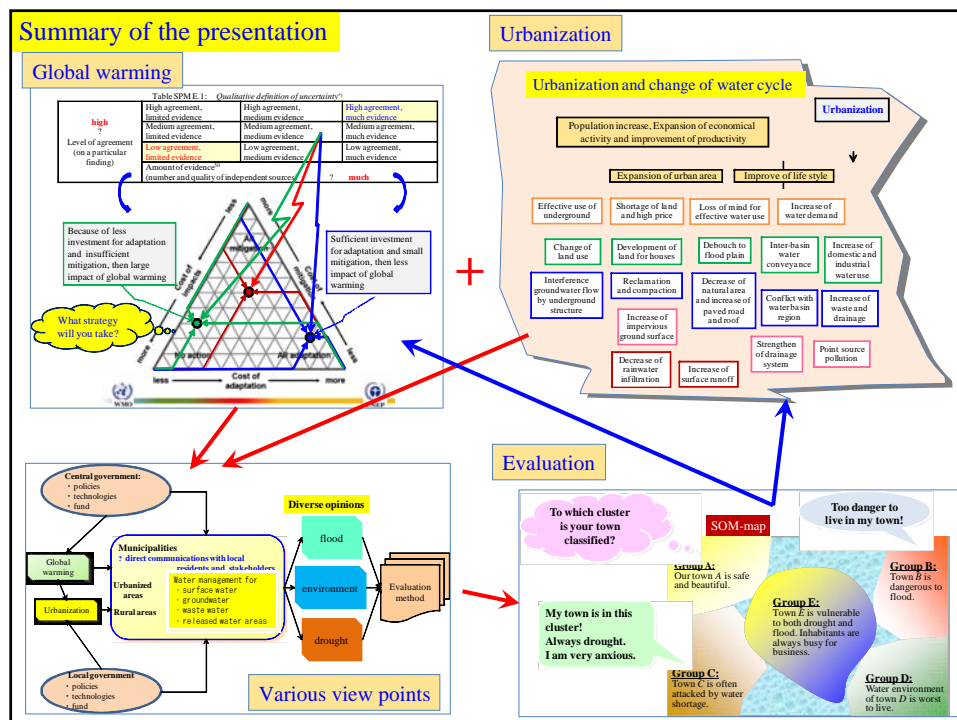 Summary of the presentation
Global warming
Table SPM E.1: Qualitative definition of uncertainty
high
?
Level of agreement
(on a particular
finding)
High agreement,
limited evidence
High agreement,
medium evidence
High agreement,
much evidence
Medium agreement,
limited evidence
Medium agreement,
medium evidence
Medium agreement,
much evidence
Low agreement,
limited evidence
Low agreement,
medium evidence
Low agreement,
much evidence
Amount of evidence
(number and quality of independent sources)
? much
Because of less
investment for adaptation
and insufficient
mitigation, then large
impact of global warming
Sufficient investment
for adaptation and small
mitigation, then less
impact of global
warming
less
more
All
mitigation
Cost of
impacts
Cost of
mitigation
What strategy
will you take?
more
less
No action
All adaptation
less
Cost of
adaptation
more
WMO
UNEP
+
Urbanization
Urbanization and change of water cycle
Urbanization
Population increase, Expansion of economical
activity and improvement of productivity
Expansion of urban area
Improve of life style
Effective use of
underground
Shortage of land
and high price
Loss of mind for
effective water use
Increase of
water demand
Change of
land use
Development of
land for houses
Debouch to
flood plain
Inter-basin
water
conveyance
Increase of
domestic and
industrial
water use
Interference
ground water flow
by underground
structure
Reclamation
and compaction
Decrease of
natural area
and increase of
paved road
and roof
Conflict with
water basin
region
Increase of
waste and
drainage
Increase of
impervious
ground surface
Strengthen
of drainage
system
Point source
pollution
Decrease of
rainwater
infiltration
Increase of
surface runoff
Central government:
・ policies
・ technologies
・ fund
Global
warming
Urbanization
Municipalities
? direct communications with local
residents and stakeholders
Urbanized
areas
Rural areas
Water management for
・ surface water
・ groundwater
・ waste water
・ released water areas
Local government
・ policies
・ technologies
・ fund
Diverse opinions
flood
environment
drought
Evaluation
method
Various view points
Evaluation
To which cluster
is your town
classified?
SOM-map
Too danger to
live in my town!
Group A:
Our town A is safe
and beautiful.
Group B:
Town B is
dangerous to
flood.
Group E:
Town E is vulnerable
to both drought and
flood. Inhabitants are
always busy for
business.
My town is in this
cluster!
Always drought.
I am very anxious.
Group C:
Town C is often
attacked by water
shortage.
Group D:
Water environment
of town D is worst
to live.